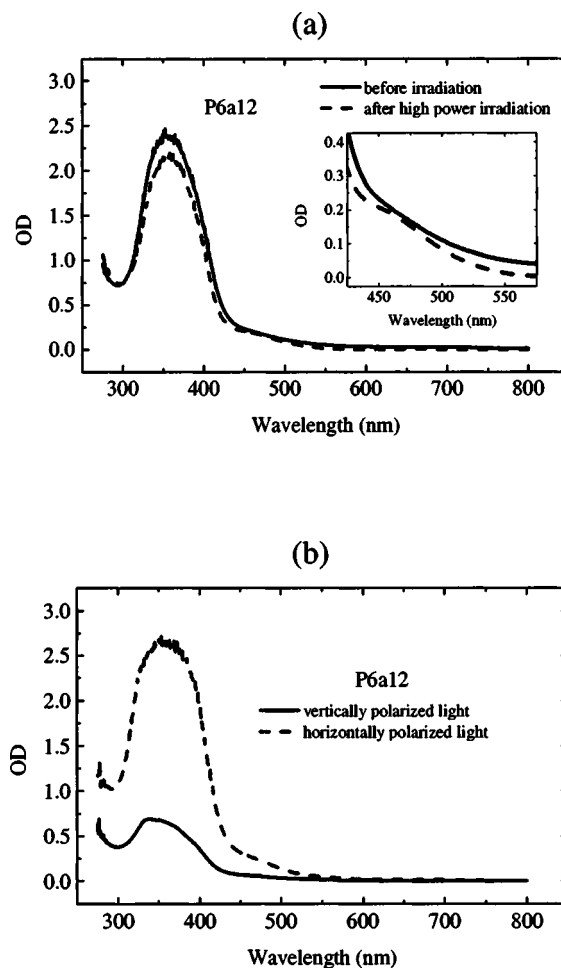 (a)
P6a12
before irradiation
after high power irradiation
OD
3.0
2.5
2.0
1.5
1.0
0.5
0.0
300 400 500 600 700 800
Wavelength (nm)
OD
0.4
0.3
0.2
0.1
0.0
450 500 550
Wavelength (nm)
(b)
P6a12
vertically polarized light
horizontally polarized light
OD
3.0
2.5
2.0
1.5
1.0
0.5
0.0
300 400 500 600 700 800
Wavelength (nm)